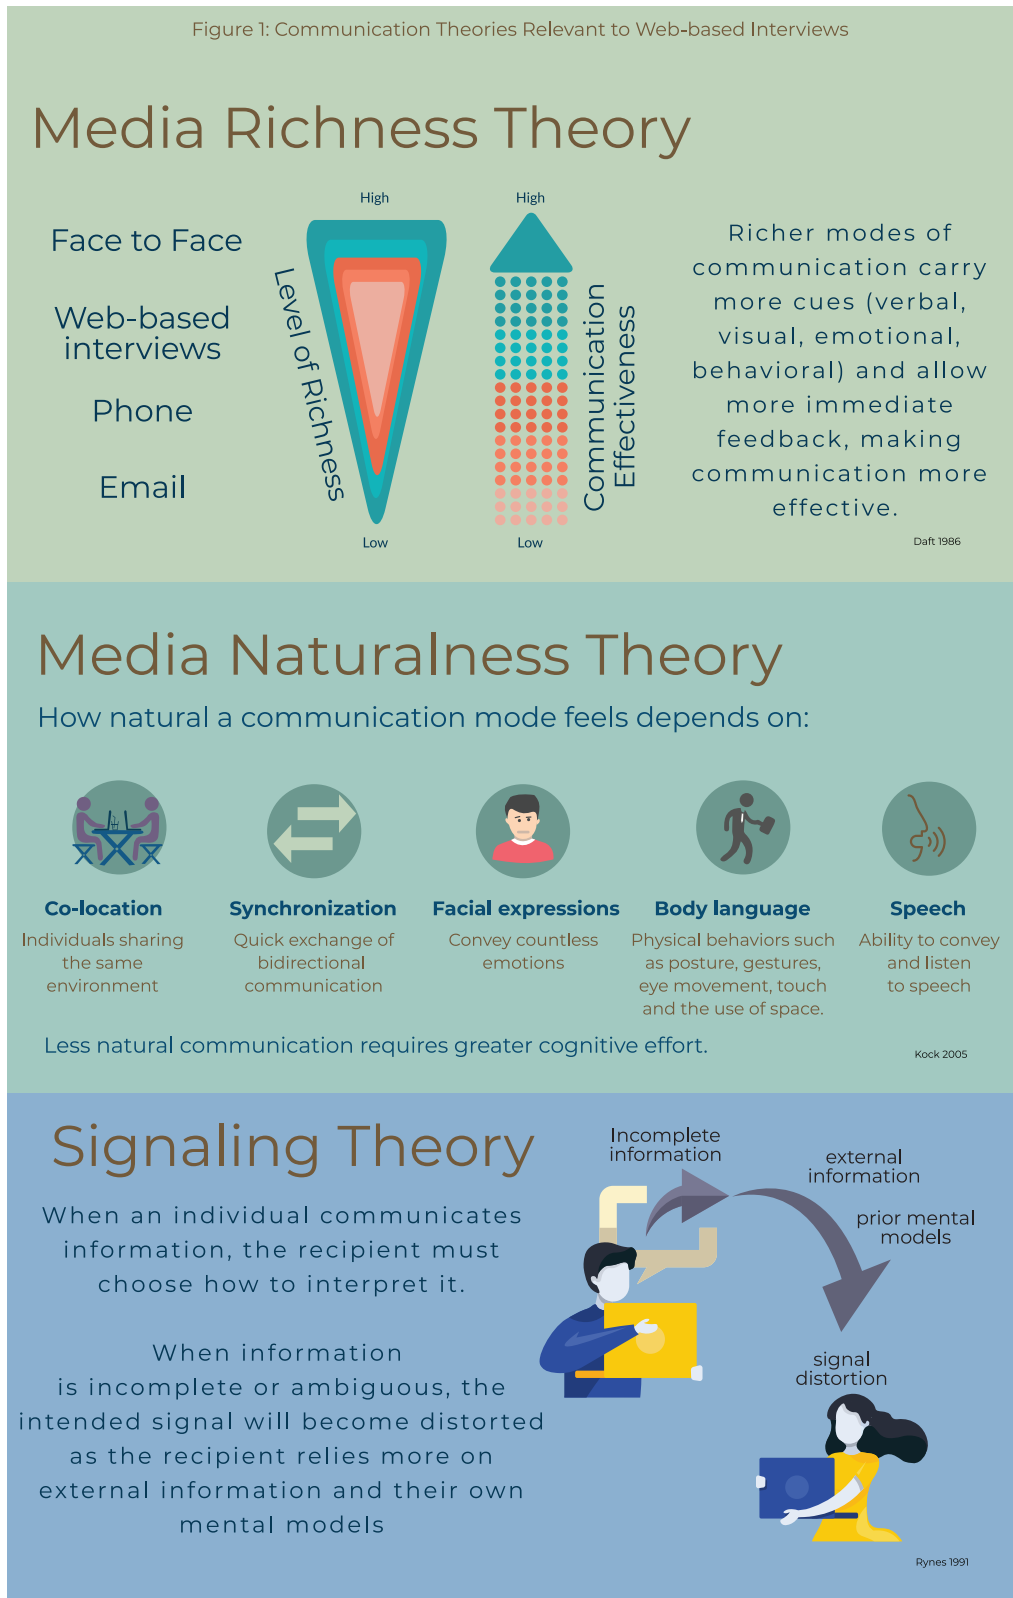 Figure 1: Communication Theories Relevant to Web-based Interviews
Media Richness Theory
Face to Face
Web-based
interviews
Phone
Email
High
Level of Richness
Low
High
Communication
Effectiveness
Low
Richer modes of
communication carry
more cues (verbal,
visual, emotional,
behavioral) and allow
more immediate
feedback, making
communication more
effective.
Daft 1986
Media Naturalness Theory
How natural a communication mode feels depends on:
Co-location
Individuals sharing
the same
environment
Synchronization
Quick exchange of
bidirectional
communication
Facial expressions
Convey countless
emotions
Body language
Physical behaviors such
as posture, gestures,
eye movement, touch
and the use of space.
Speech
Ability to convey
and listen
to speech
Less natural communication requires greater cognitive effort.
Kock 2005
Signaling Theory
When an individual communicates
information, the recipient must
choose how to interpret it.
When information
is incomplete or ambiguous, the
intended signal will become distorted
as the recipient relies more on
external information and their own
mental models
Incomplete
information
external
information
prior mental
models
signal
distortion
Rynes 1991